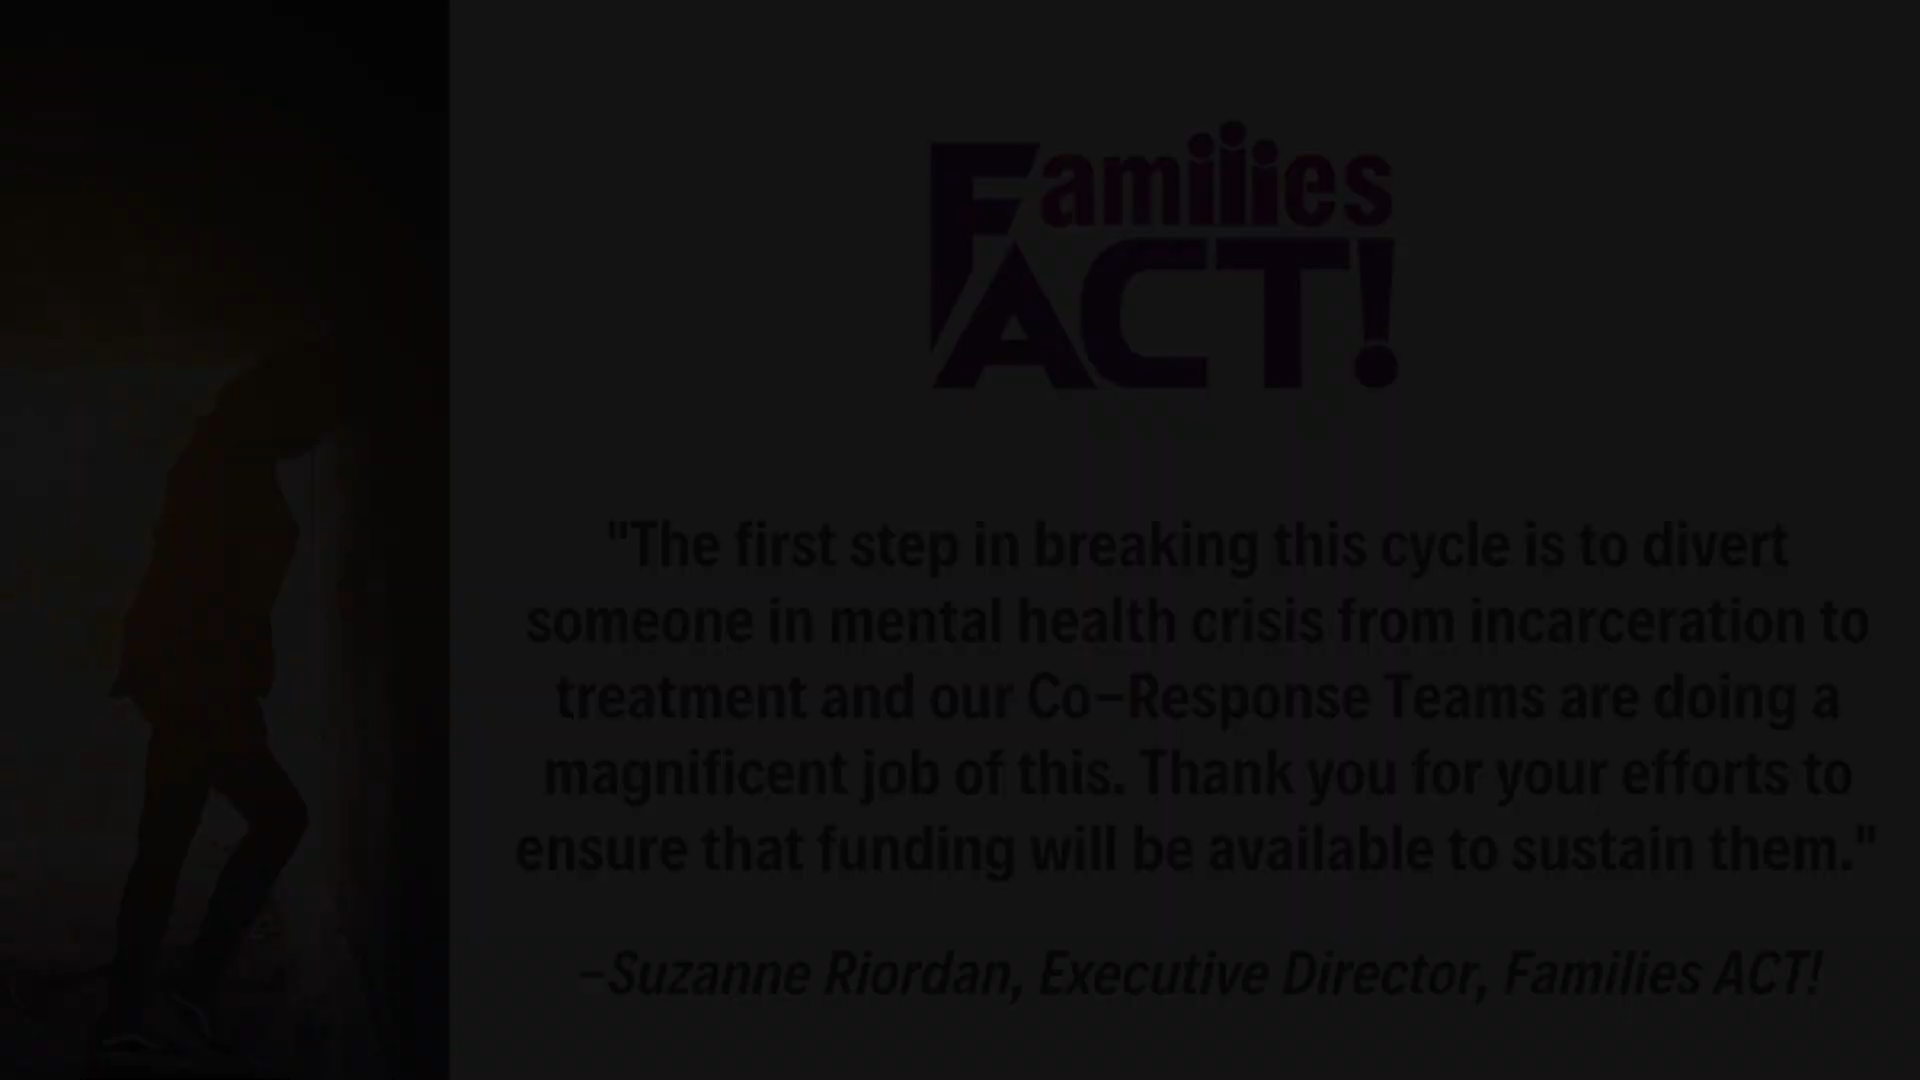 Families
ACT!
"The first step in breaking this cycle is to divert
someone in mental health crisis from incarceration to
treatment and our Co-Response Teams are doing a
magnificent job of this. Thank you for your efforts to
ensure that funding will be available to sustain them."
-Suzanne Riordan, Executive Director, Families ACT!